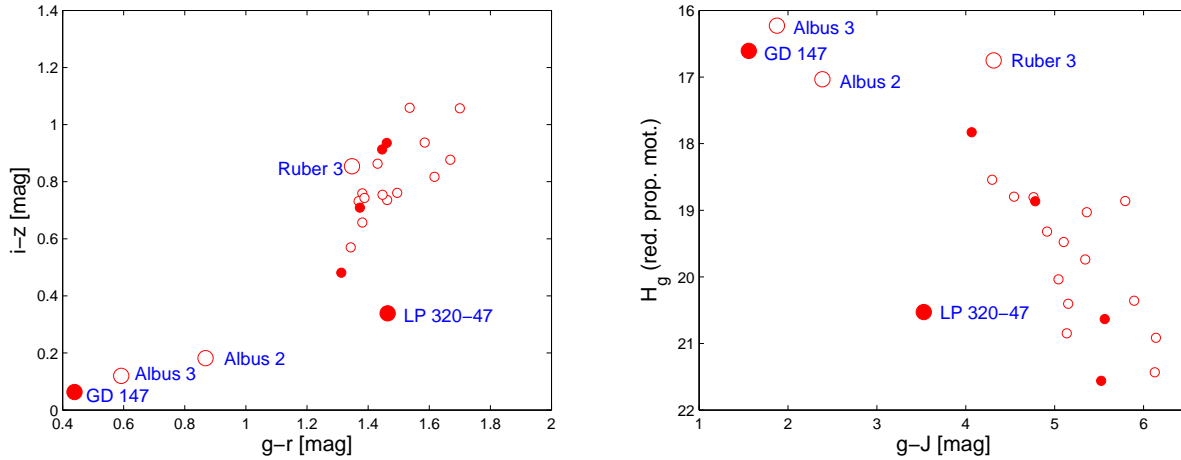 1.4
1.2
1
0.8
0.6
0.4
0.2
0
0.4 0.6 0.8 1 1.2 1.4 1.6 1.8 2
i−z [mag]
g−r [mag]
Ruber 3
LP 320−47
Albus 2
Albus 3
GD 147
16
17
18
19
20
21
22
1 2 3 4 5 6
H_g (red. prop. mot.)
g−J [mag]
Albus 3
GD 147
Albus 2
Ruber 3
LP 320−47